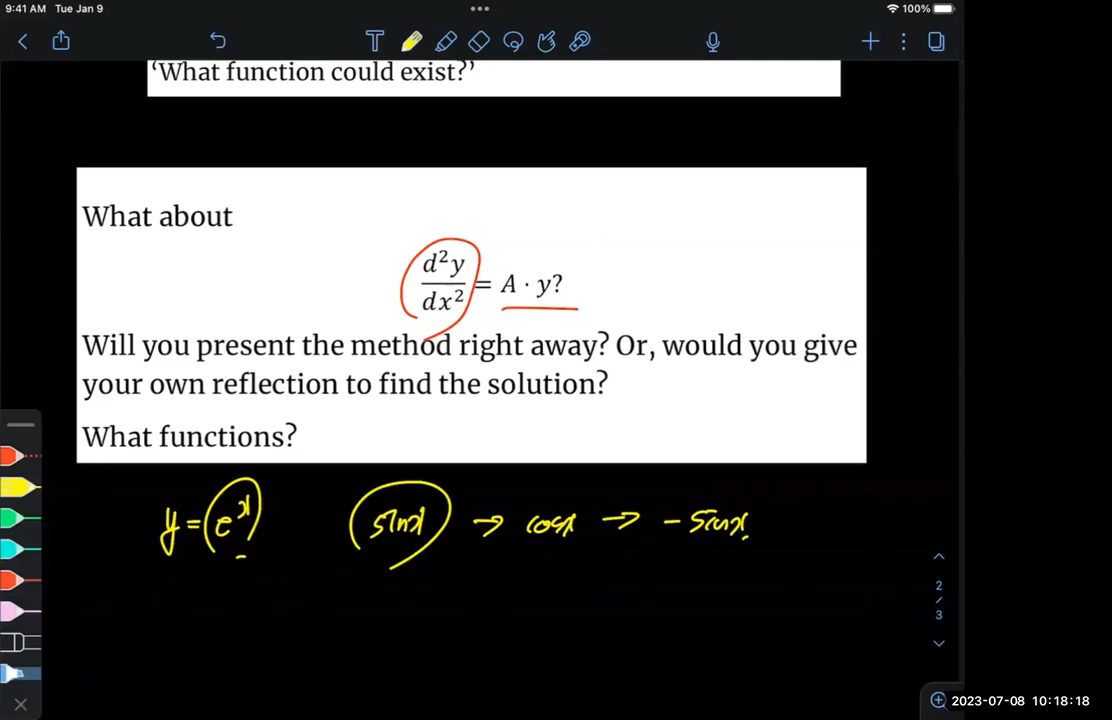 9:41 AM Tue Jan 9
100%
‘What function could exist?’
What about
d²y/dx² = A · y?
Will you present the method right away? Or, would you give
your own reflection to find the solution?
What functions?
y = eˣ sinx → cosx → - sinx
2
/
3
2023-07-08 10:18:18